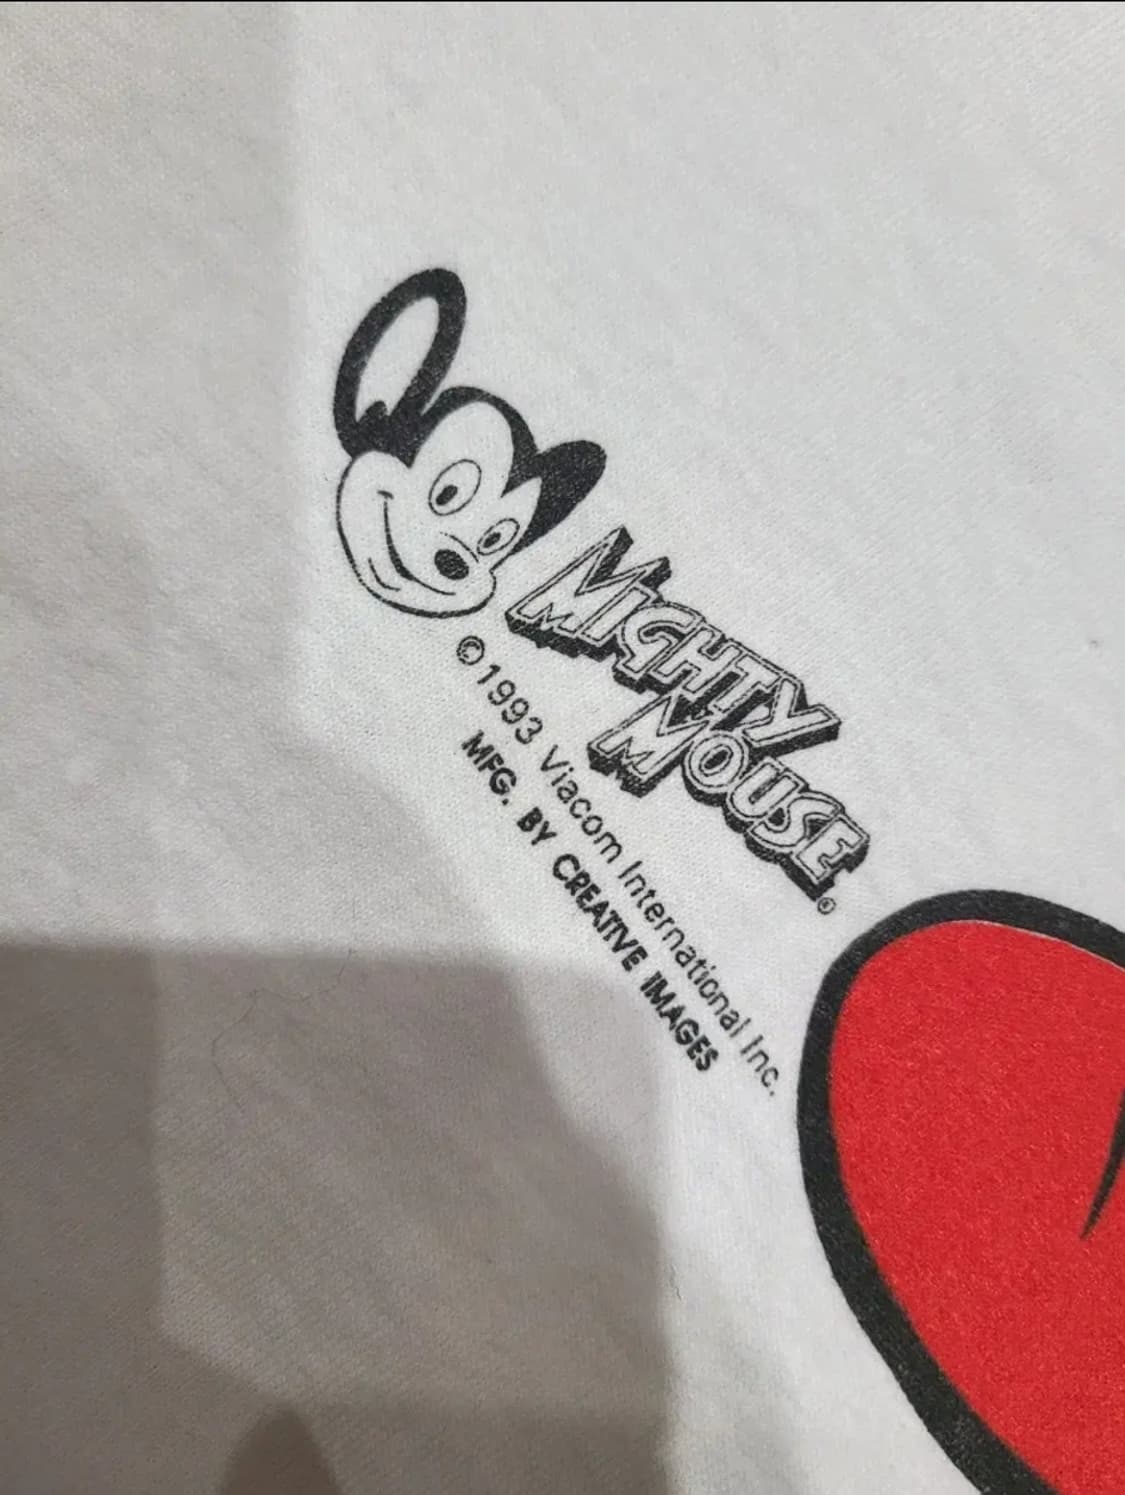 MIGHTY
MOUSE®
©1993 Viacom International Inc.
MFG. BY CREATIVE IMAGES